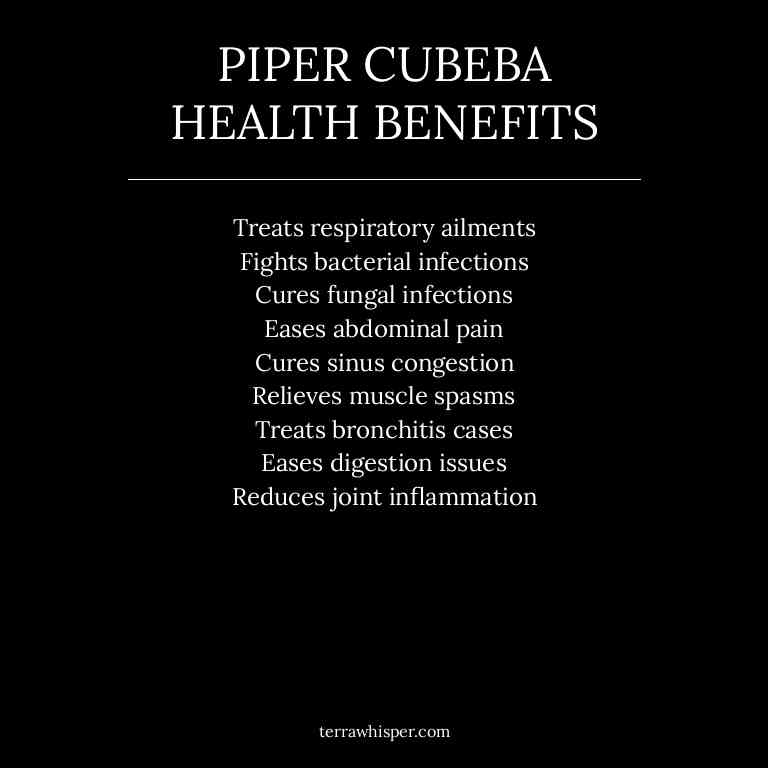 PIPER CUBEBA
HEALTH BENEFITS
Treats respiratory ailments
Fights bacterial infections
Cures fungal infections
Eases abdominal pain
Cures sinus congestion
Relieves muscle spasms
Treats bronchitis cases
Eases digestion issues
Reduces joint inflammation
terrawhisper.com